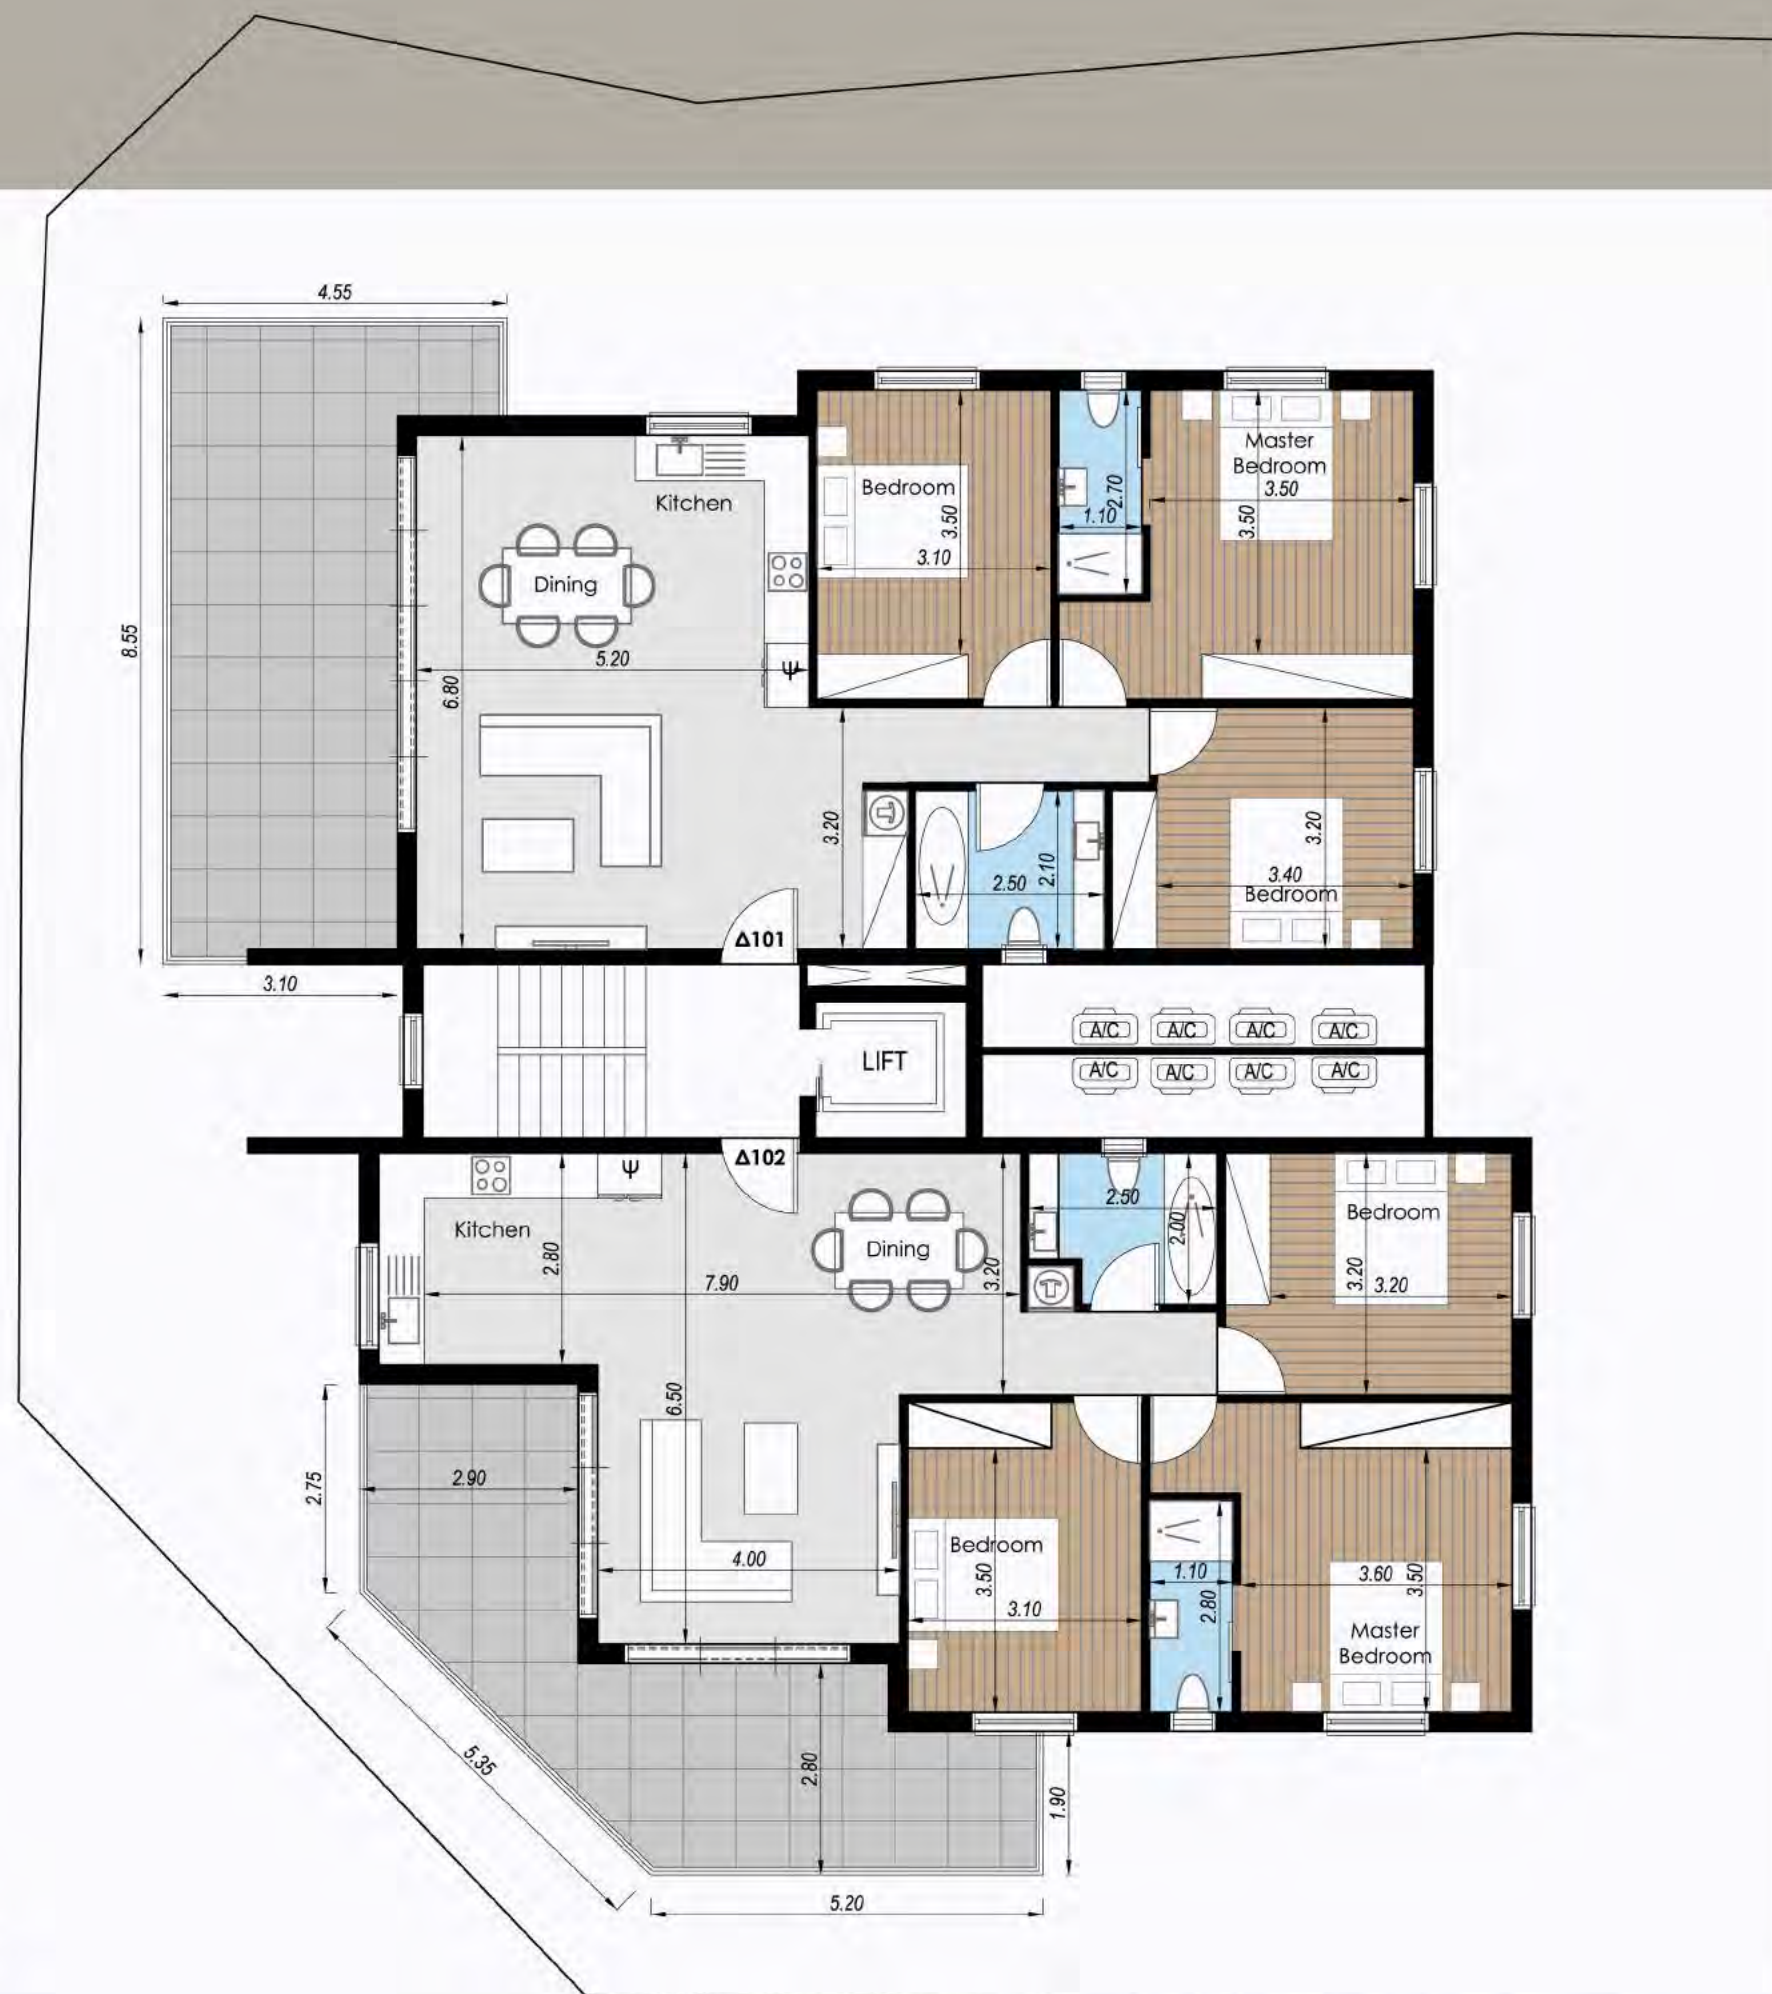 4.55
8.55
Kitchen
Dining
5.20
6.80
Bedroom
3.50
3.10
2.70
1.10
Master
Bedroom
3.50
3.50
3.20
2.50
2.10
3.20
3.40
Bedroom
Δ101
3.10
LIFT
A/C
A/C
A/C
A/C
A/C
A/C
A/C
A/C
Δ102
Ψ
Ψ
Kitchen
2.80
7.90
Dining
3.20
2.50
2.00
Bedroom
3.20
3.20
6.50
2.75
2.90
4.00
Bedroom
3.50
3.10
1.10
2.80
3.60
3.50
Master
Bedroom
5.35
2.80
1.90
5.20